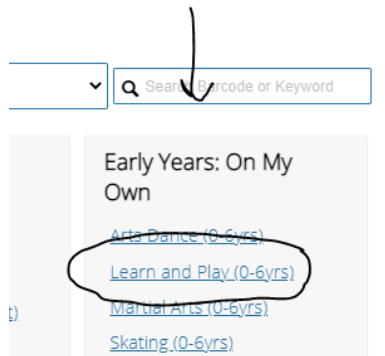 Search Barcode or Keyword
Early Years: On My
Own
Arts Dance (0-6yrs)
Learn and Play (0-6yrs)
Martial Arts (0-6yrs)
t)
Skating (0-6yrs)